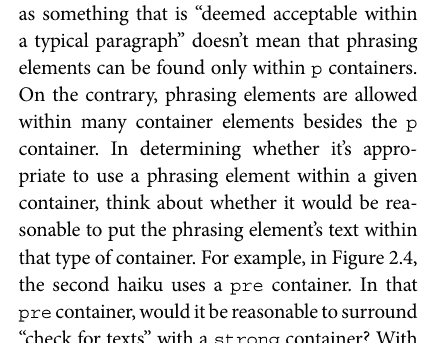 as something that is “deemed acceptable within
a typical paragraph” doesn’t mean that phrasing
elements can be found only within p containers.
On the contrary, phrasing elements are allowed
within many container elements besides the p
container. In determining whether it’s appro-
priate to use a phrasing element within a given
container, think about whether it would be rea-
sonable to put the phrasing element’s text within
that type of container. For example, in Figure 2.4,
the second haiku uses a pre container. In that
pre container, would it be reasonable to surround
“check for texts” with a strong container? With